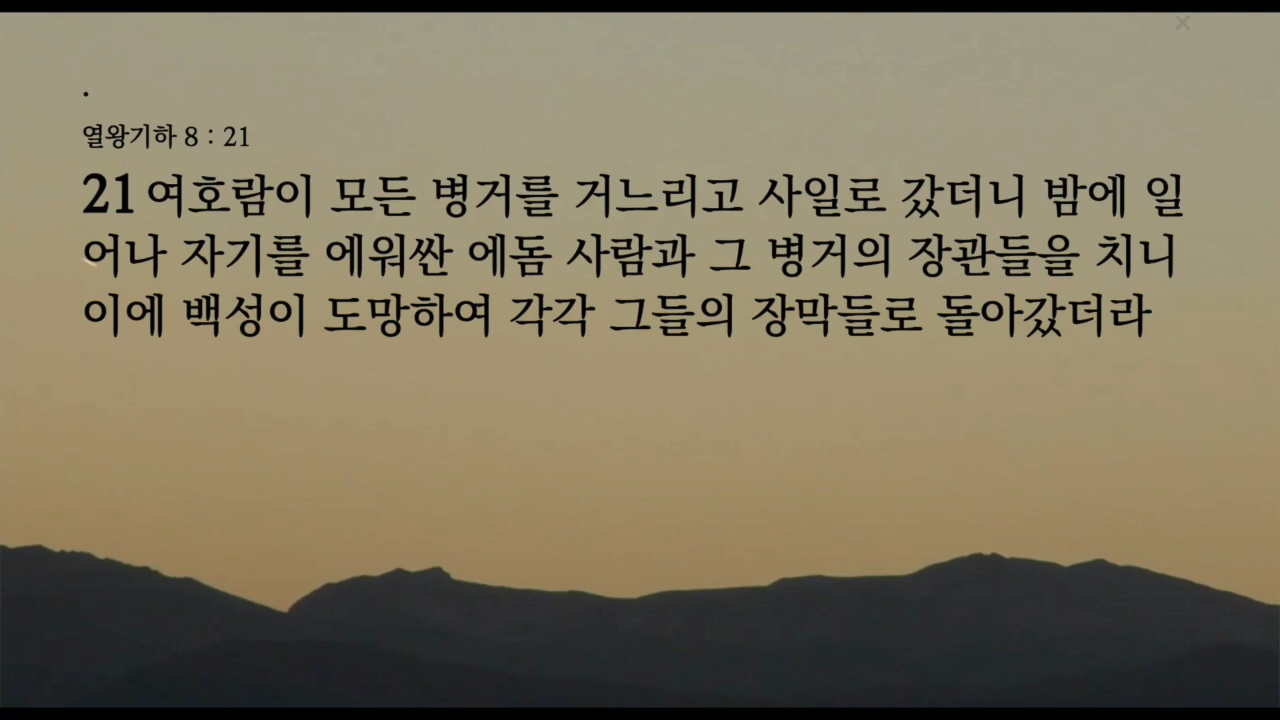 .
열왕기하 8 : 21
21 여호람이 모든 병거를 거느리고 사일로 갔더니 밤에 일
어나 자기를 에워싼 에돔 사람과 그 병거의 장관들을 치니
이에 백성이 도망하여 각각 그들의 장막들로 돌아갔더라